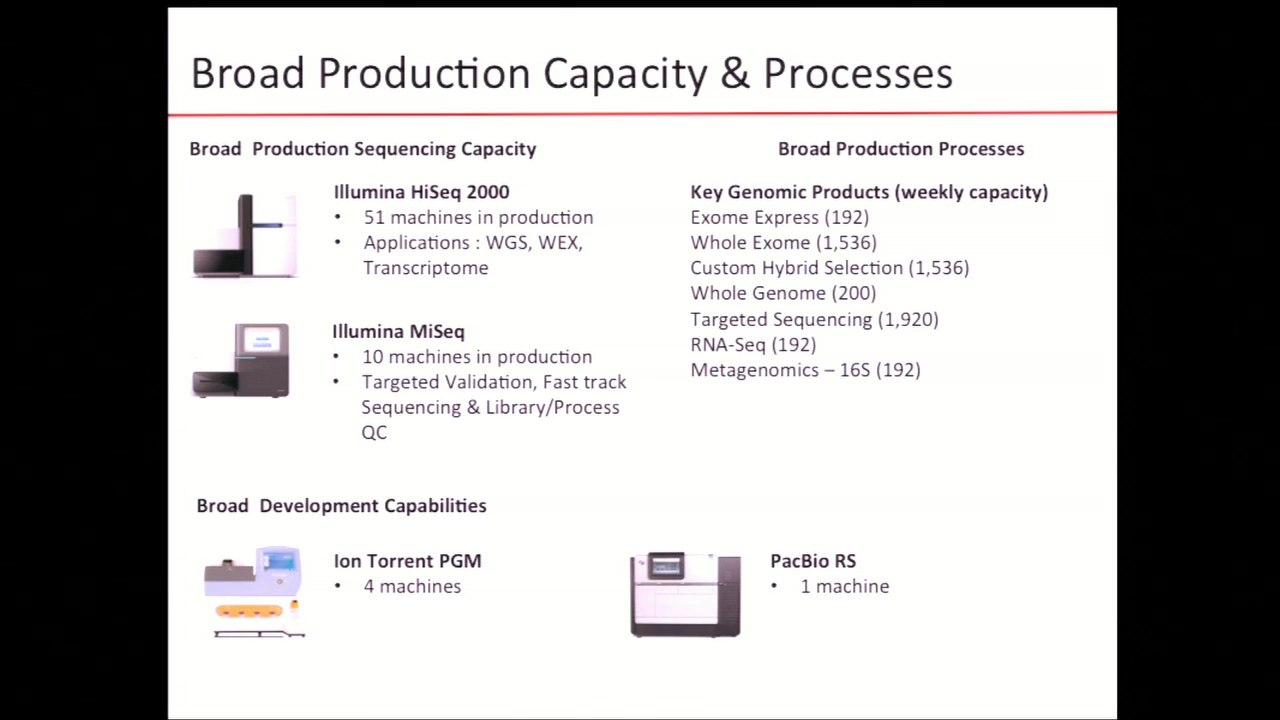 Broad Production Capacity & Processes
Broad Production Sequencing Capacity
Illumina HiSeq 2000
• 51 machines in production
• Applications : WGS, WEX,
Transcriptome
Illumina MiSeq
• 10 machines in production
• Targeted Validation, Fast track
Sequencing & Library/Process
QC
Broad Production Processes
Key Genomic Products (weekly capacity)
Exome Express (192)
Whole Exome (1,536)
Custom Hybrid Selection (1,536)
Whole Genome (200)
Targeted Sequencing (1,920)
RNA-Seq (192)
Metagenomics – 16S (192)
Broad Development Capabilities
Ion Torrent PGM
• 4 machines
PacBio RS
• 1 machine